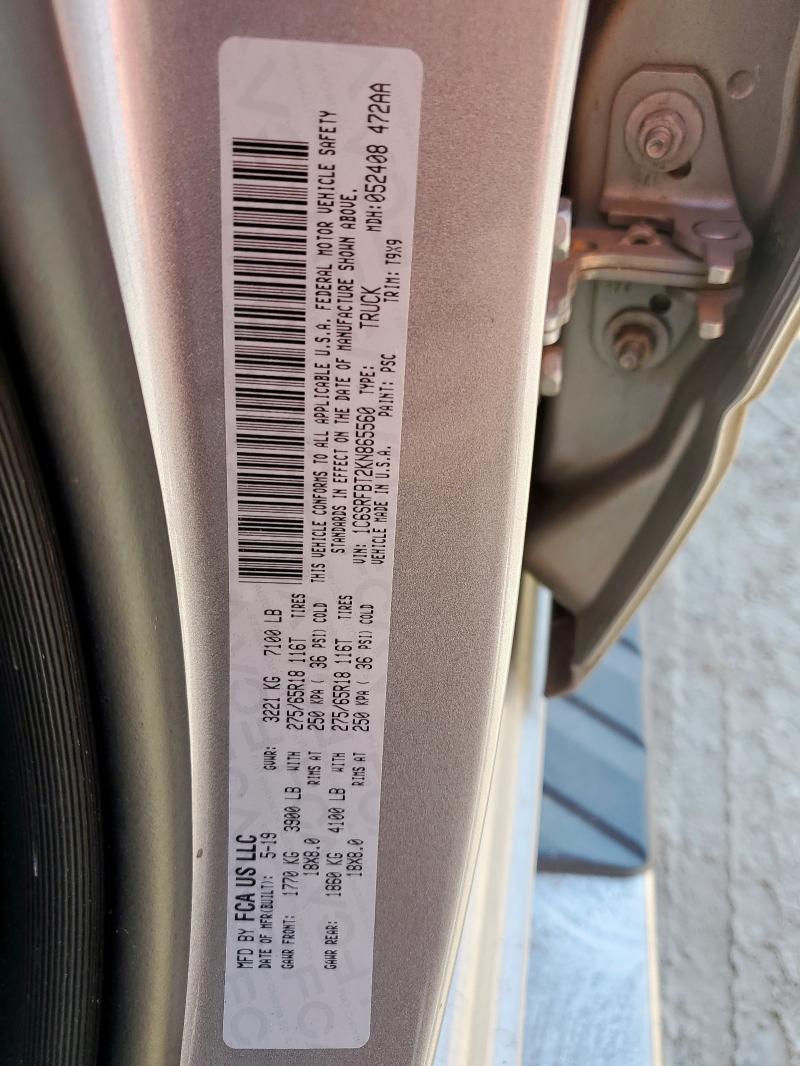 MFD BY FCA US LLC
DATE OF MFR(BUILT): 5-19 GVWR: 3221 KG 7100 LB
GAWR FRONT: 1770 KG 3900 LB WITH 275/65R18 116T TIRES
18X8.0 RIMS AT 250 KPA ( 36 PSI) COLD
GAWR REAR: 1860 KG 4100 LB WITH 275/65R18 116T TIRES
18X8.0 RIMS AT 250 KPA ( 36 PSI) COLD
THIS VEHICLE CONFORMS TO ALL APPLICABLE U.S.A. FEDERAL MOTOR VEHICLE SAFETY
STANDARDS IN EFFECT ON THE DATE OF MANUFACTURE SHOWN ABOVE.
VIN: 1C6SRFBT2KN865560 TYPE: TRUCK MDH:052408 472AA
VEHICLE MADE IN U.S.A. PAINT: PSC TRIM: T9X9